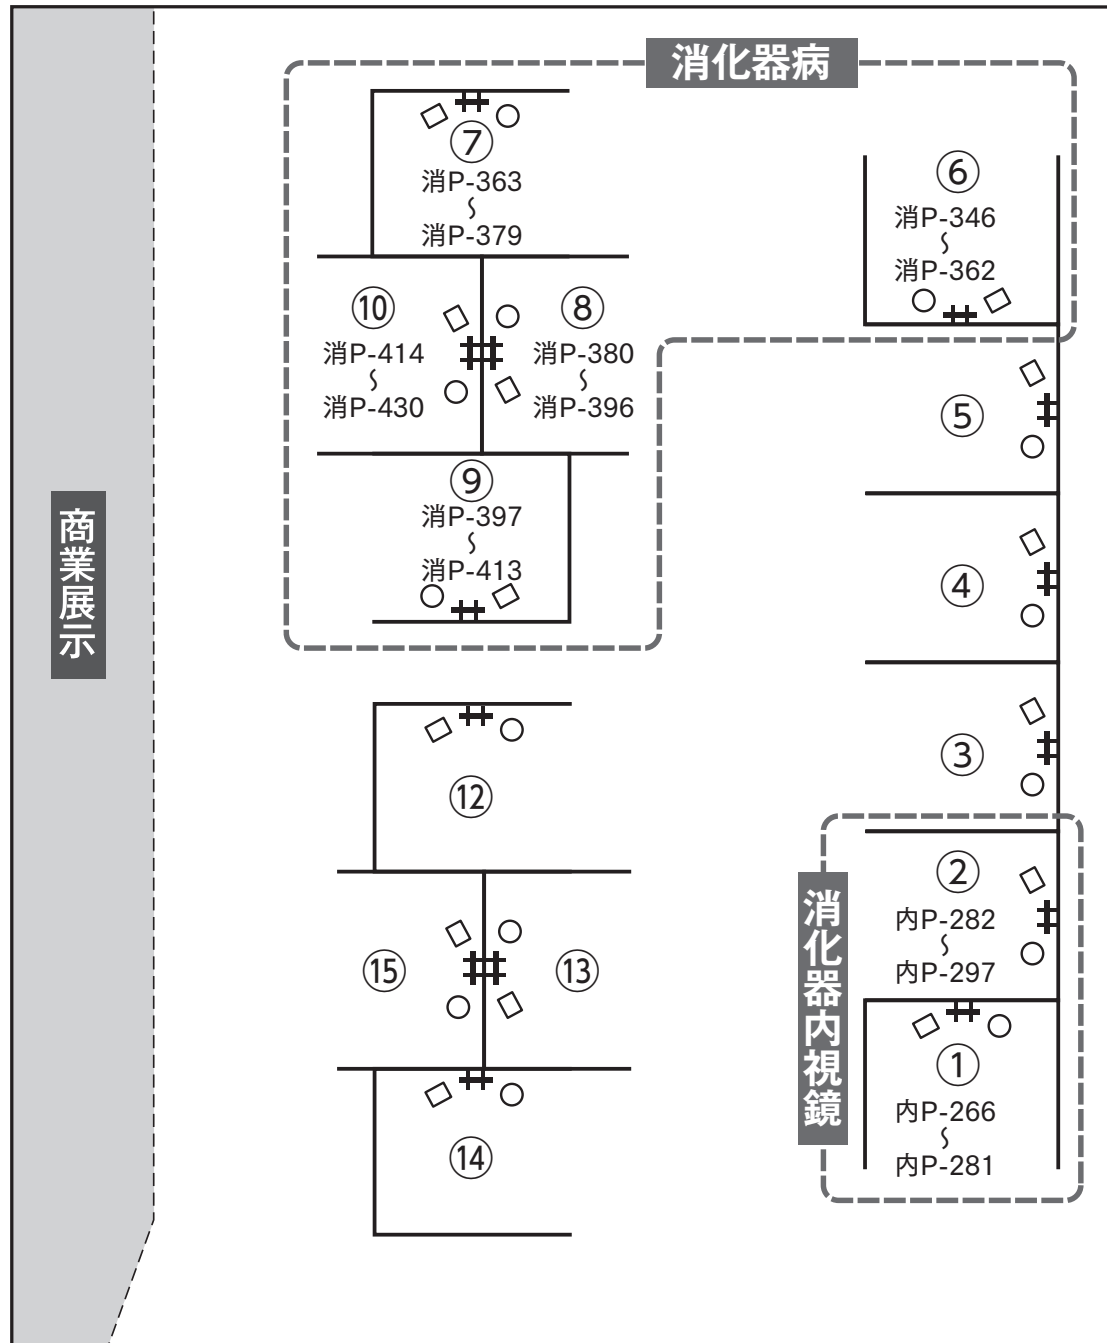 消化器病
⑦
消P-363
〜
消P-379
⑥
消P-346
〜
消P-362
⑩
消P-414
〜
消P-430
⑧
消P-380
〜
消P-396
⑤
⑨
消P-397
〜
消P-413
商業展示
④
③
⑫
②
内P-282
〜
内P-297
消化器内視鏡
⑮
⑬
①
内P-266
〜
内P-281
⑭